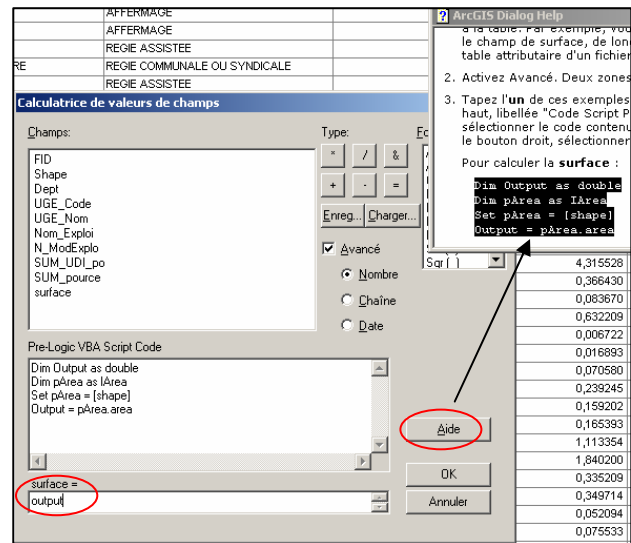 AFFERMAGE
AFFERMAGE
REGIE ASSISTEE
RE REGIE COMMUNALE OU SYNDICALE
REGIE ASSISTEE
? ArcGIS Dialog Help
à la table. Par exemple,
le champ de surface, de
table attributaire d'un fichier
2. Activez Avancé. Deux zones
3. Tapez l'un de ces exemples
haut, libellée "Code Script P
sélectionner le code contenu
le bouton droit, sélectionner
Pour calculer la surface :
Dim Output as double
Dim pArea as IArea
Set pArea = [shape]
Output = pArea.area
Calculatrice de valeurs de champs
Champs:
Type:
FID
Shape
Dept
UGE_Code
UGE_Nom
Nom_Exploi
N_ModExplo
SUM_UDI_po
SUM_pource
surface
* / &
+ - =
Enreg... Charger...
Avancé
Nombre
Chaîne
Date
Sqr( )
Pre-Logic VBA Script Code
Dim Output as double
Dim pArea as IArea
Set pArea = [shape]
Output = pArea.area
surface =
output
Aide
OK
Annuler
4,315528
0,366430
0,083670
0,632209
0,006722
0,016893
0,070580
0,239245
0,159202
0,165393
1,113354
1,840200
0,335209
0,349714
0,052094
0,075533